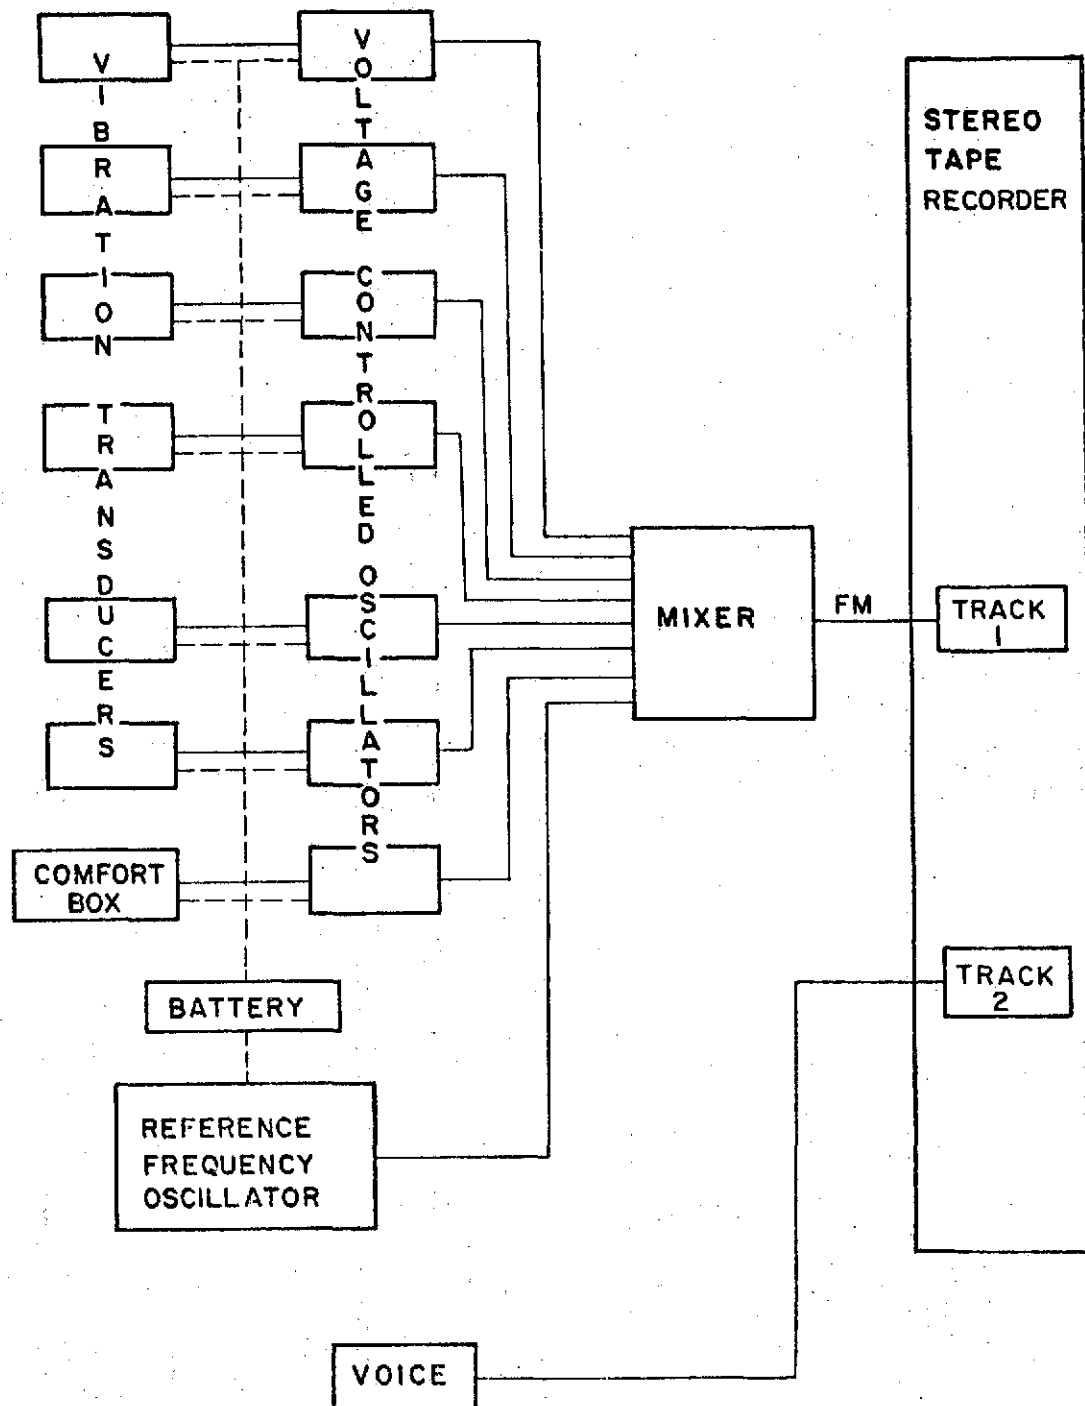 VIBRATION TRANSDUCERS
VOLTAGE CONTROLLED OSCILLATORS
STEREO
TAPE
RECORDER
MIXER
FM
TRACK
1
COMFORT
BOX
BATTERY
TRACK
2
REFERENCE
FREQUENCY
OSCILLATOR
VOICE